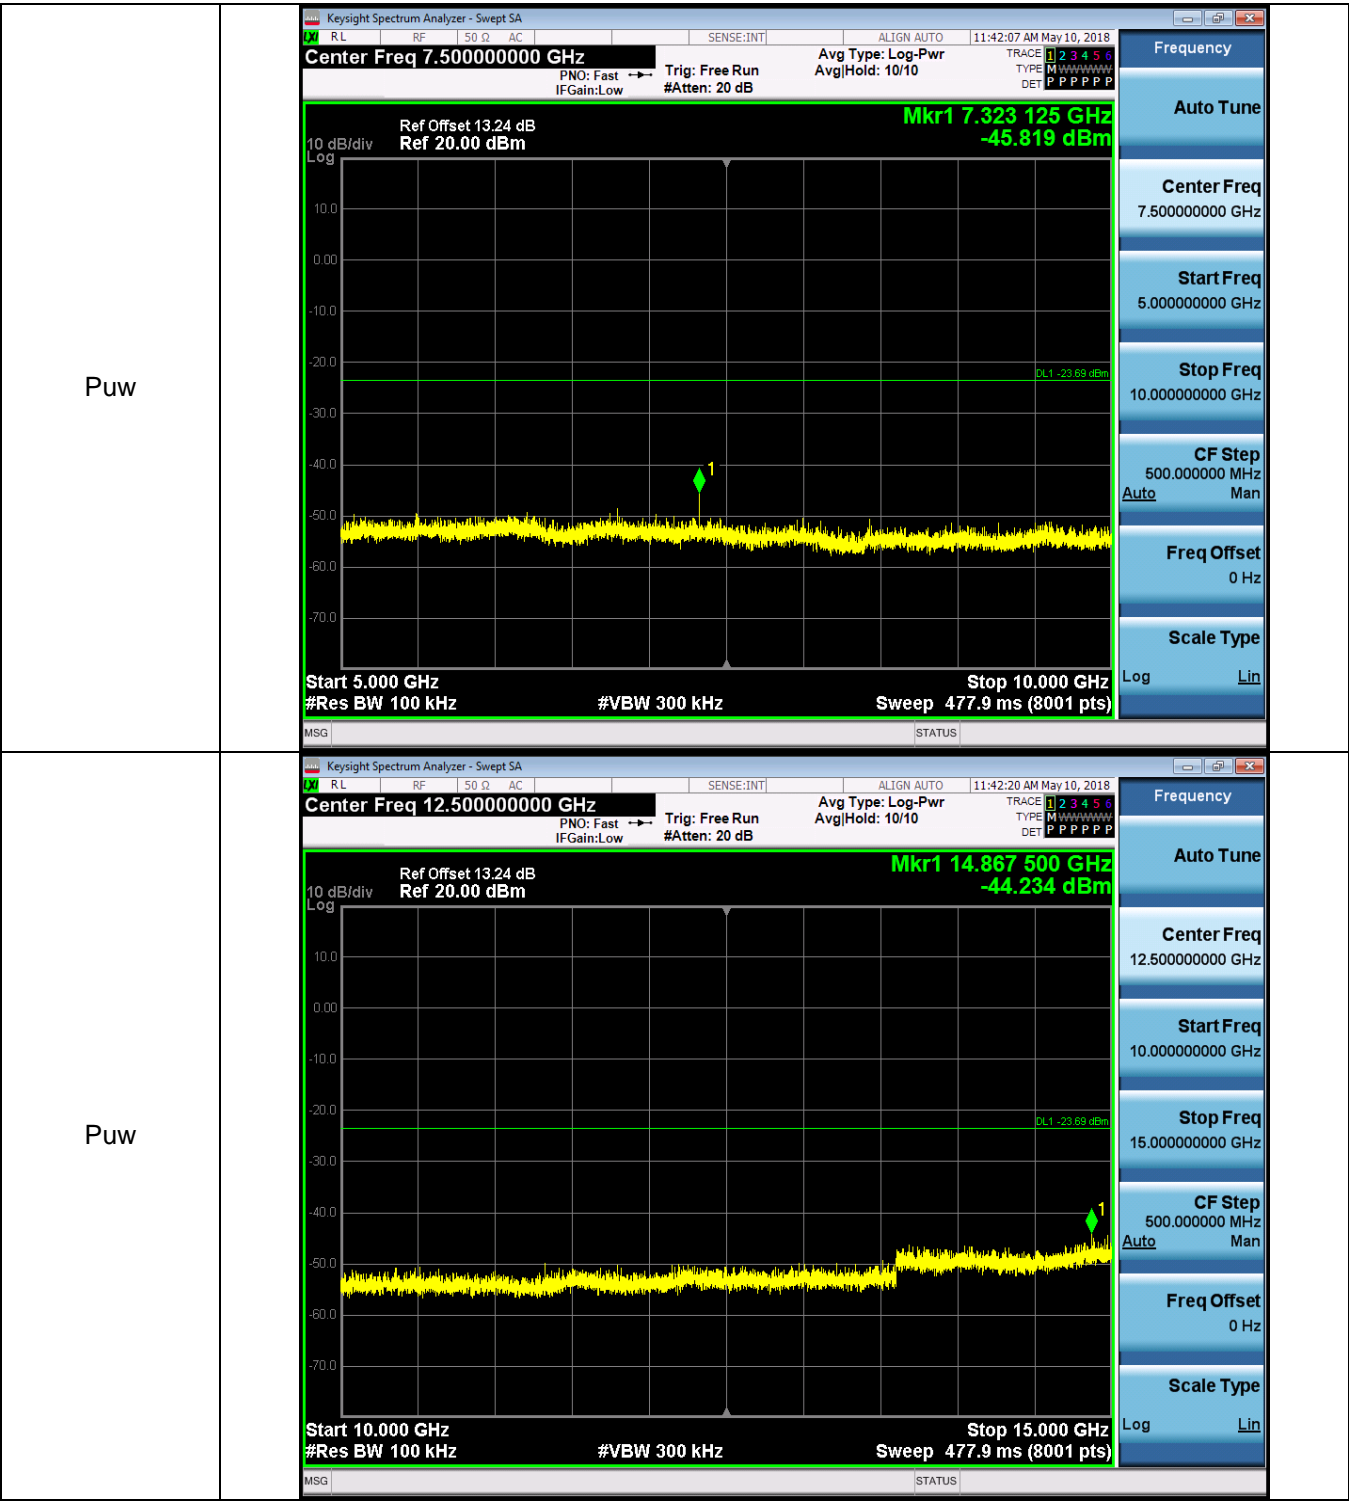 Puw
Keysight Spectrum Analyzer - Swept SA
LXI RL RF 50 Ω AC SENSE:INT ALIGN AUTO 11:42:07 AM May 10, 2018
Center Freq 7.500000000 GHz
PNO: Fast
IFGain:Low
Trig: Free Run
#Atten: 20 dB
Avg Type: Log-Pwr
Avg|Hold: 10/10
TRACE 1 2 3 4 5 6
TYPE M WWWWW
DET P P P P P P
Mkr1 7.323 125 GHz
-45.819 dBm
Ref Offset 13.24 dB
10 dB/div Ref 20.00 dBm
Log
10.0
0.00
-10.0
-20.0
DL1 -23.69 dBm
-30.0
-40.0
1
-50.0
-60.0
-70.0
Start 5.000 GHz Stop 10.000 GHz
#Res BW 100 kHz #VBW 300 kHz Sweep 477.9 ms (8001 pts)
MSG STATUS
Frequency
Auto Tune
Center Freq
7.500000000 GHz
Start Freq
5.000000000 GHz
Stop Freq
10.000000000 GHz
CF Step
500.000000 MHz
Auto Man
Freq Offset
0 Hz
Scale Type
Log Lin
Puw
Keysight Spectrum Analyzer - Swept SA
LXI RL RF 50 Ω AC SENSE:INT ALIGN AUTO 11:42:20 AM May 10, 2018
Center Freq 12.500000000 GHz
PNO: Fast
IFGain:Low
Trig: Free Run
#Atten: 20 dB
Avg Type: Log-Pwr
Avg|Hold: 10/10
TRACE 1 2 3 4 5 6
TYPE M WWWWW
DET P P P P P P
Mkr1 14.867 500 GHz
-44.234 dBm
Ref Offset 13.24 dB
10 dB/div Ref 20.00 dBm
Log
10.0
0.00
-10.0
-20.0
DL1 -23.69 dBm
-30.0
-40.0
1
-50.0
-60.0
-70.0
Start 10.000 GHz Stop 15.000 GHz
#Res BW 100 kHz #VBW 300 kHz Sweep 477.9 ms (8001 pts)
MSG STATUS
Frequency
Auto Tune
Center Freq
12.500000000 GHz
Start Freq
10.000000000 GHz
Stop Freq
15.000000000 GHz
CF Step
500.000000 MHz
Auto Man
Freq Offset
0 Hz
Scale Type
Log Lin